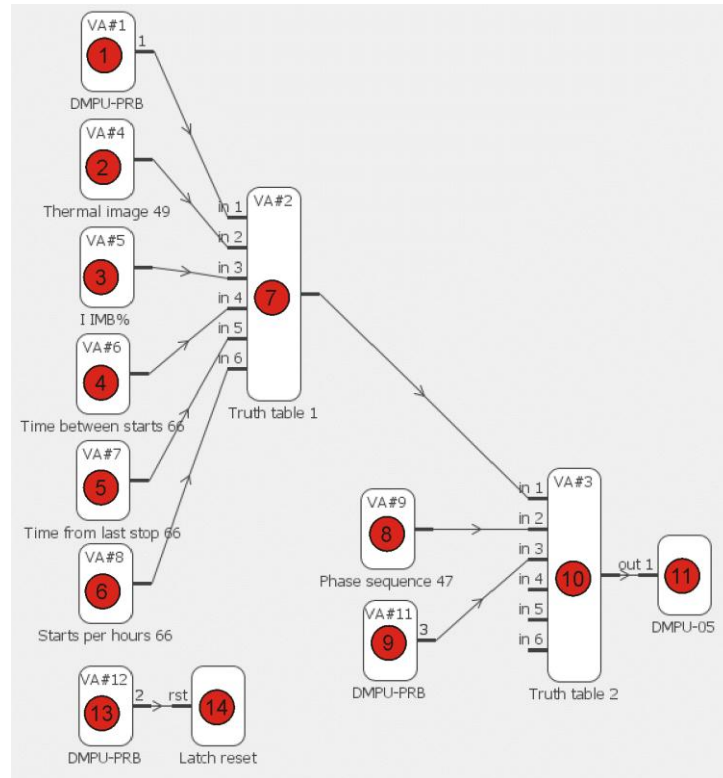 VA#1
1
1
DMPU-PRB
VA#4
2
Thermal image 49
VA#5
3
I IMB%
VA#6
4
Time between starts 66
VA#7
5
Time from last stop 66
VA#8
6
Starts per hours 66
VA#2
in 1
in 2
in 3
in 4
in 5
in 6
7
Truth table 1
VA#9
8
Phase sequence 47
VA#11
9
3
DMPU-PRB
VA#3
in 1
in 2
in 3
in 4
in 5
in 6
10
Truth table 2
out 1
11
DMPU-05
VA#12
13
2
DMPU-PRB
rst
14
Latch reset